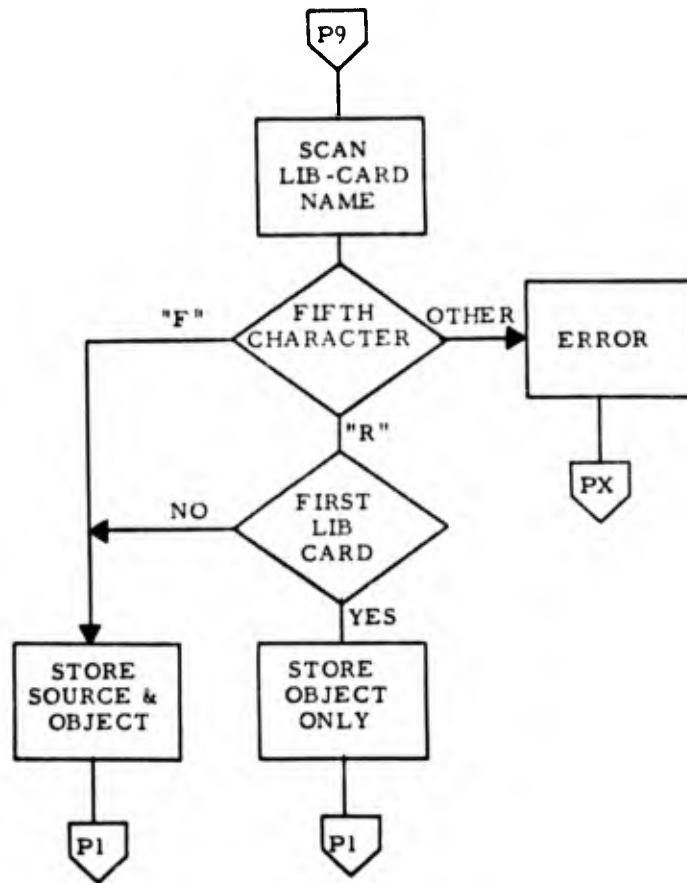 P9
SCAN
LIB-CARD
NAME
"F"
FIFTH
CHARACTER
OTHER
ERROR
"R"
PX
NO
FIRST
LIB
CARD
YES
STORE
SOURCE &
OBJECT
STORE
OBJECT
ONLY
P1
P1